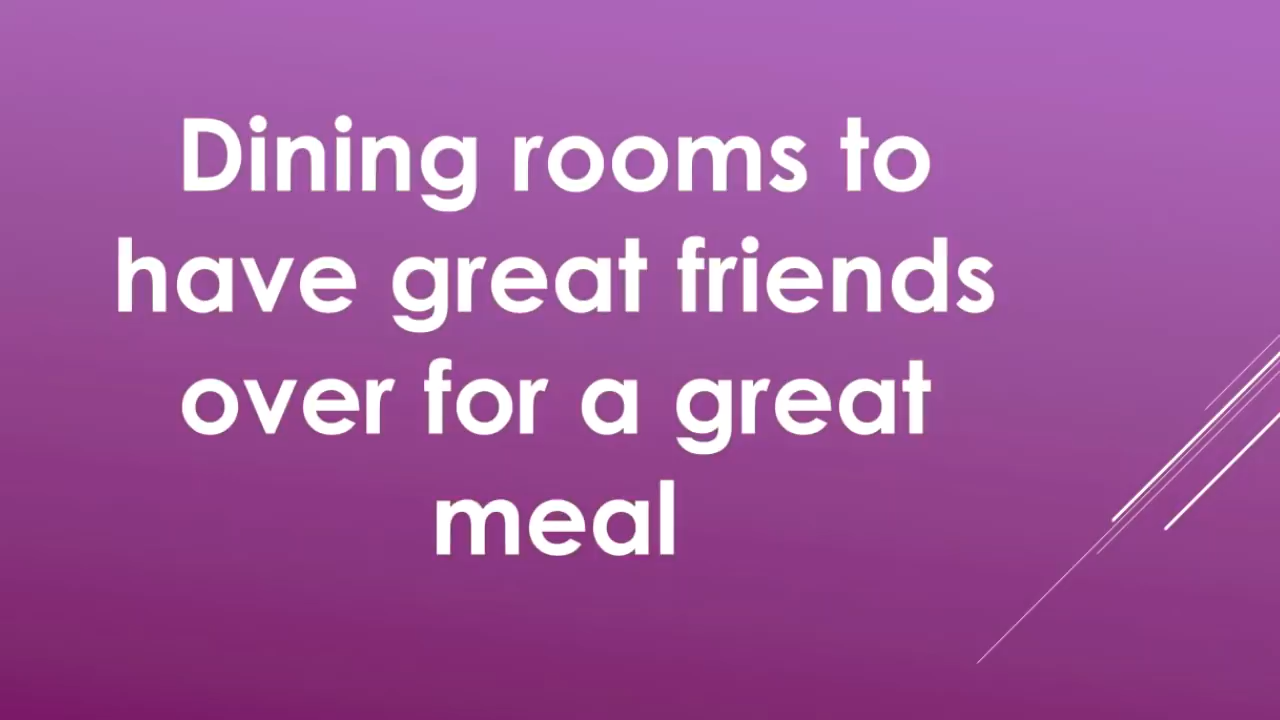 Dining rooms to
have great friends
over for a great
meal